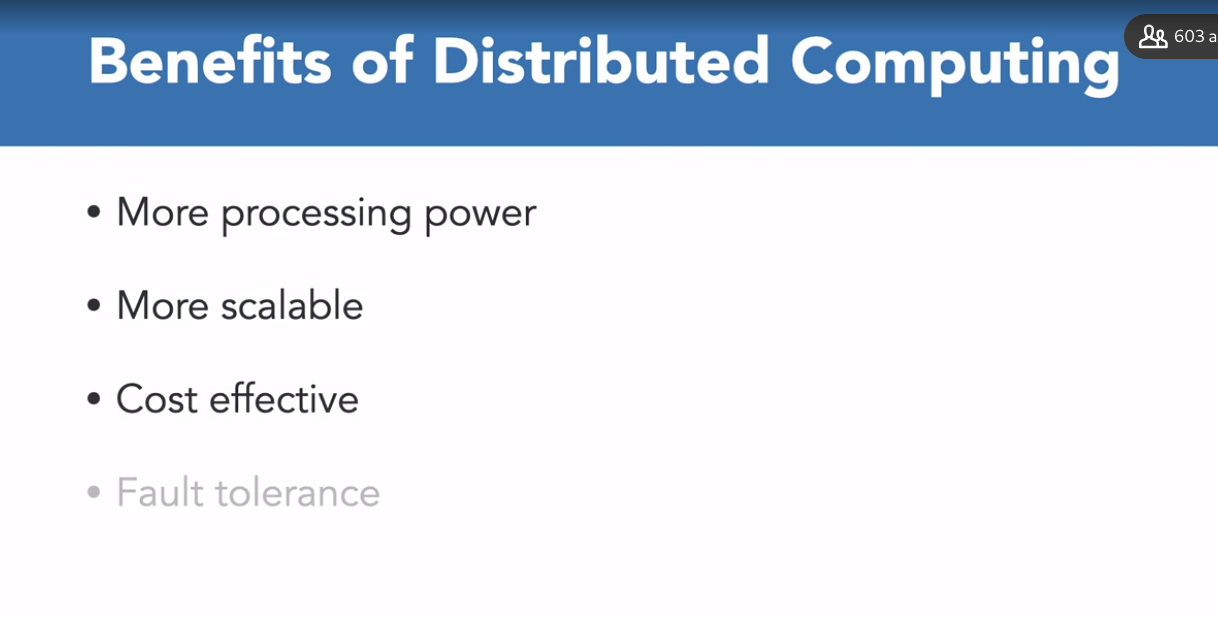 Benefits of Distributed Computing
603 a
• More processing power
• More scalable
• Cost effective
• Fault tolerance